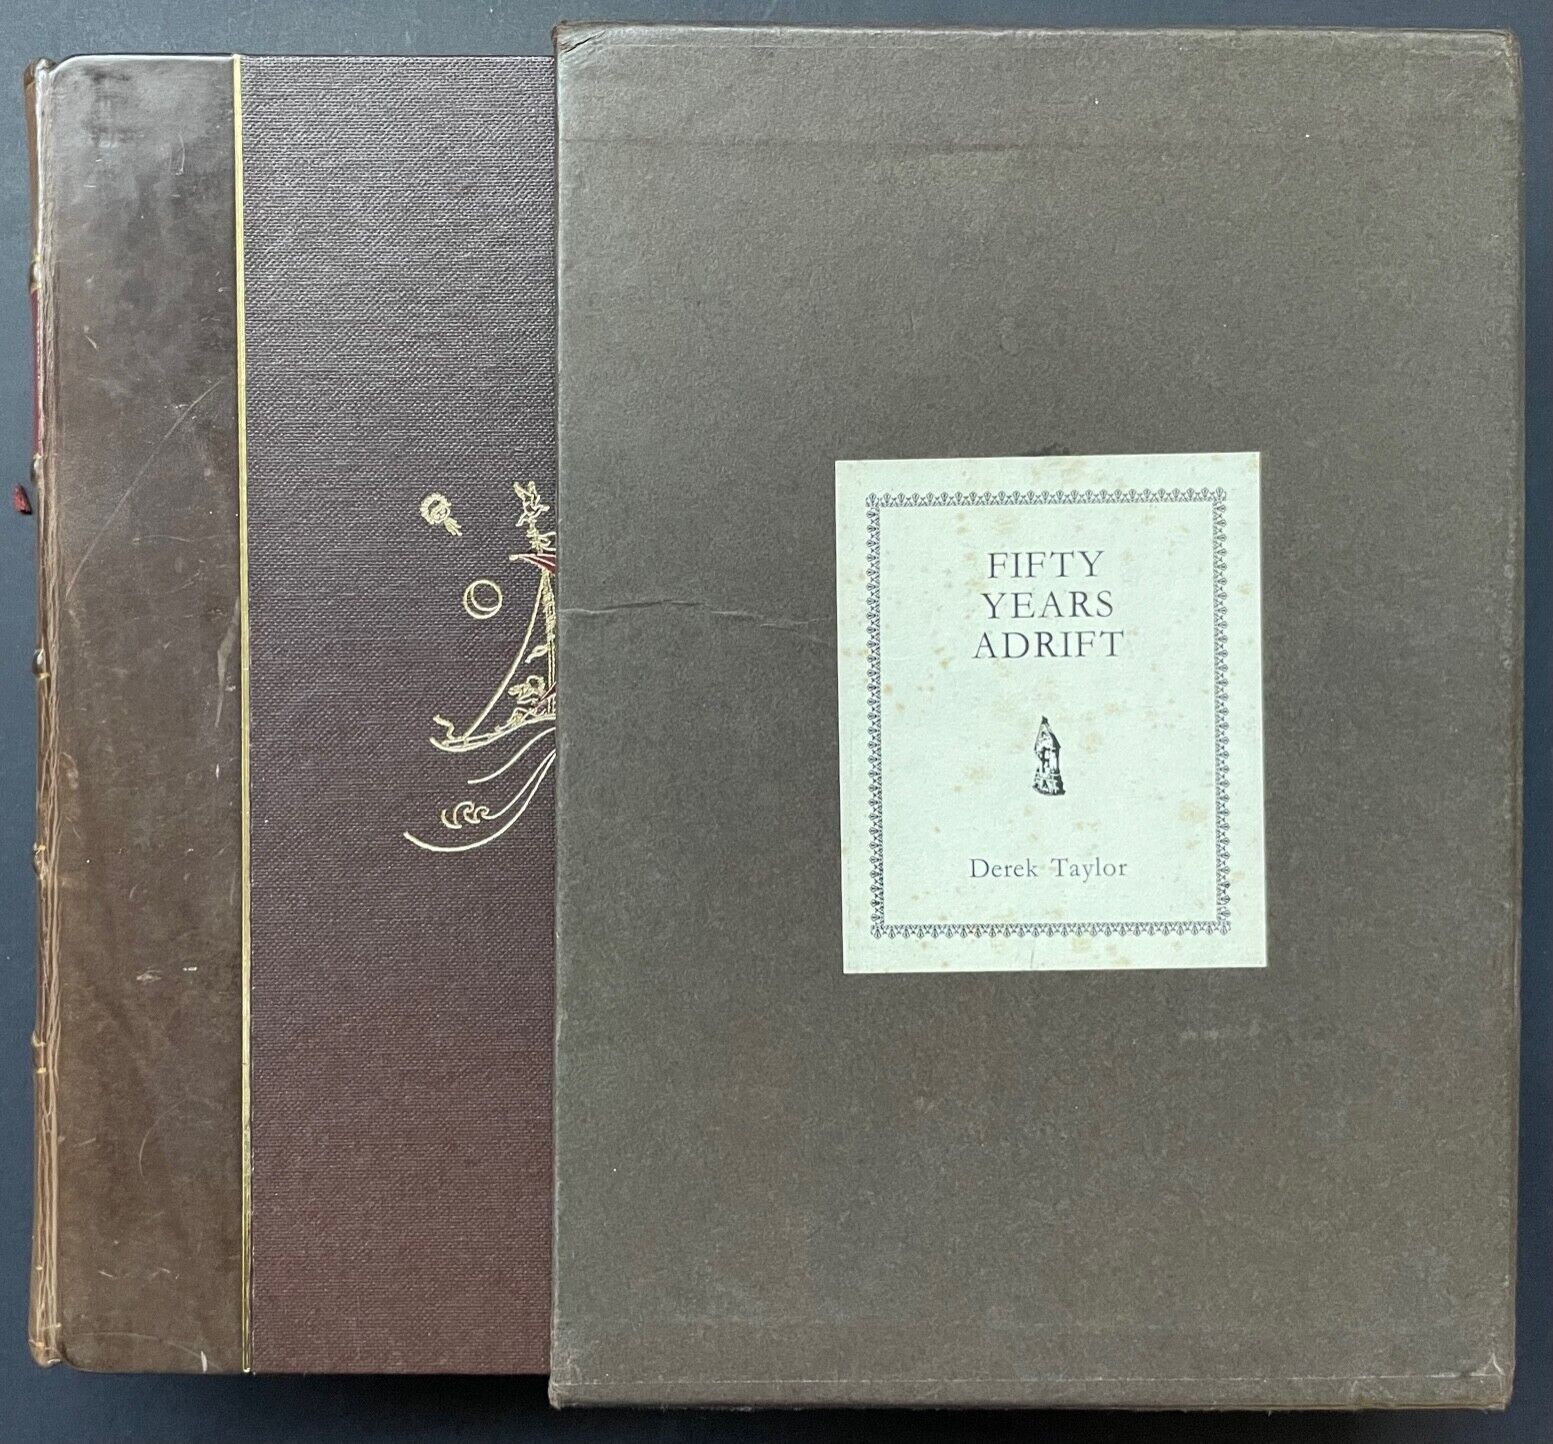 FIFTY
YEARS
ADRIFT
Derek Taylor